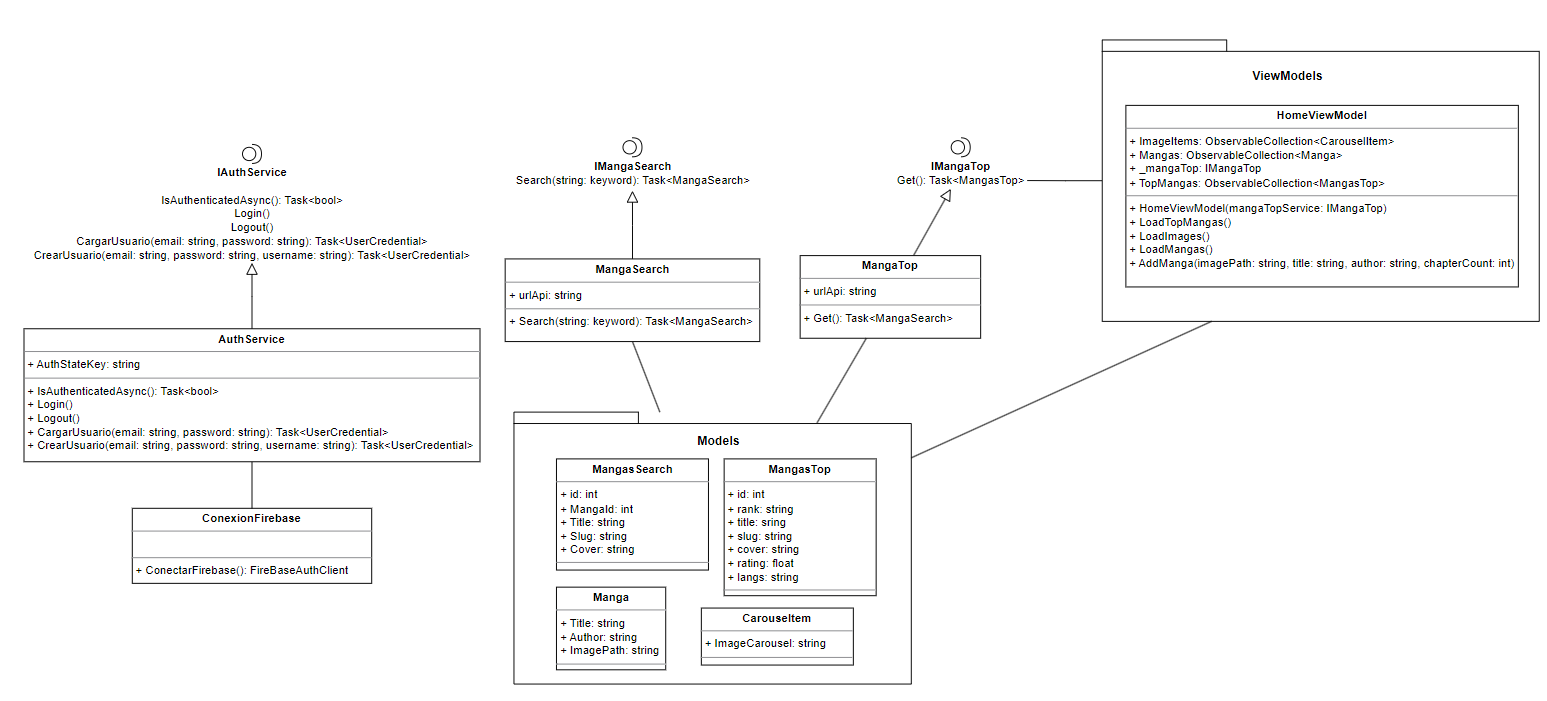 IAuthService
IsAuthenticatedAsync(): Task<bool>
Login()
Logout()
CargarUsuario(email: string, password: string): Task<UserCredential>
CrearUsuario(email: string, password: string, username: string): Task<UserCredential>
AuthService
+ AuthStateKey: string
+ IsAuthenticatedAsync(): Task<bool>
+ Login()
+ Logout()
+ CargarUsuario(email: string, password: string): Task<UserCredential>
+ CrearUsuario(email: string, password: string, username: string): Task<UserCredential>
ConexionFirebase
+ ConectarFirebase(): FireBaseAuthClient
IMangaSearch
Search(string: keyword): Task<MangaSearch>
MangaSearch
+ urlApi: string
+ Search(string: keyword): Task<MangaSearch>
IMangaTop
Get(): Task<MangasTop>
MangaTop
+ urlApi: string
+ Get(): Task<MangaSearch>
ViewModels
HomeViewModel
+ ImageItems: ObservableCollection<CarouselItem>
+ Mangas: ObservableCollection<Manga>
+ _mangaTop: IMangaTop
+ TopMangas: ObservableCollection<MangasTop>
+ HomeViewModel(mangaTopService: IMangaTop)
+ LoadTopMangas()
+ LoadImages()
+ LoadMangas()
+ AddManga(imagePath: string, title: string, author: string, chapterCount: int)
Models
MangasSearch
+ id: int
+ MangaId: int
+ Title: string
+ Slug: string
+ Cover: string
MangasTop
+ id: int
+ rank: string
+ title: sring
+ slug: string
+ cover: string
+ rating: float
+ langs: string
Manga
+ Title: string
+ Author: string
+ ImagePath: string
CarouseItem
+ ImageCarousel: string